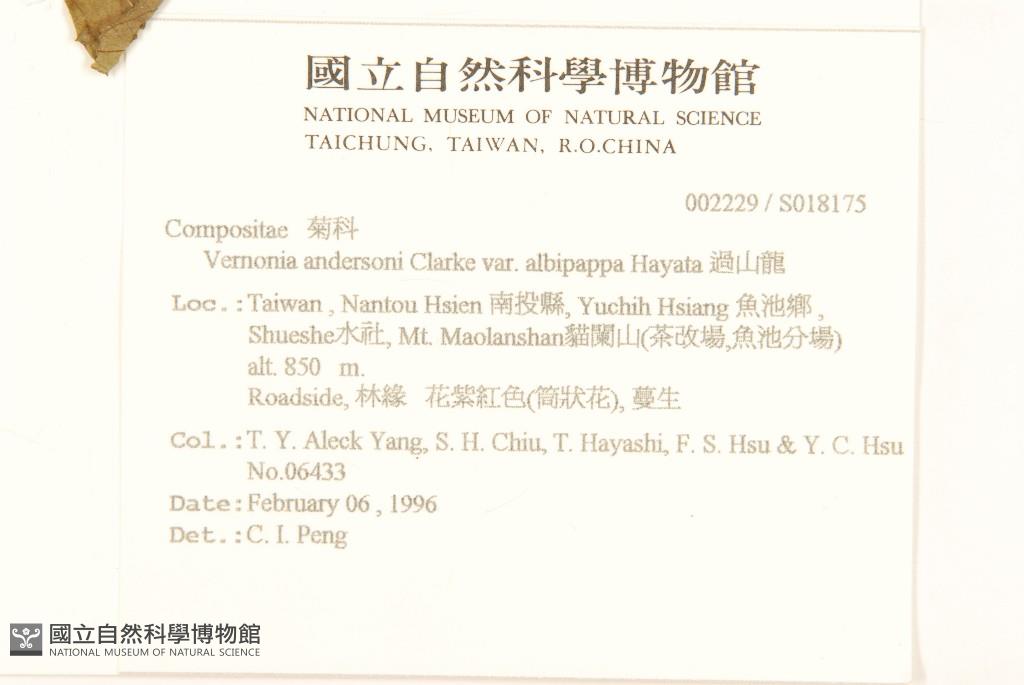 國立自然科學博物館
NATIONAL MUSEUM OF NATURAL SCIENCE
TAICHUNG, TAIWAN, R.O.CHINA
002229 / S018175
Compositae 菊科
Vernonia andersoni Clarke var. albipappa Hayata 過山龍
Loc.: Taiwan , Nantou Hsien 南投縣, Yuchih Hsiang 魚池鄉 ,
Shueshe水社, Mt. Maolanshan貓闌山(茶改場,魚池分場)
alt. 850 m.
Roadside, 林緣 花紫紅色(筒狀花), 蔓生
Col.: T. Y. Aleck Yang, S. H. Chiu, T. Hayashi, F. S. Hsu & Y. C. Hsu
No.06433
Date: February 06 , 1996
Det.: C. I. Peng
國立自然科學博物館
NATIONAL MUSEUM OF NATURAL SCIENCE